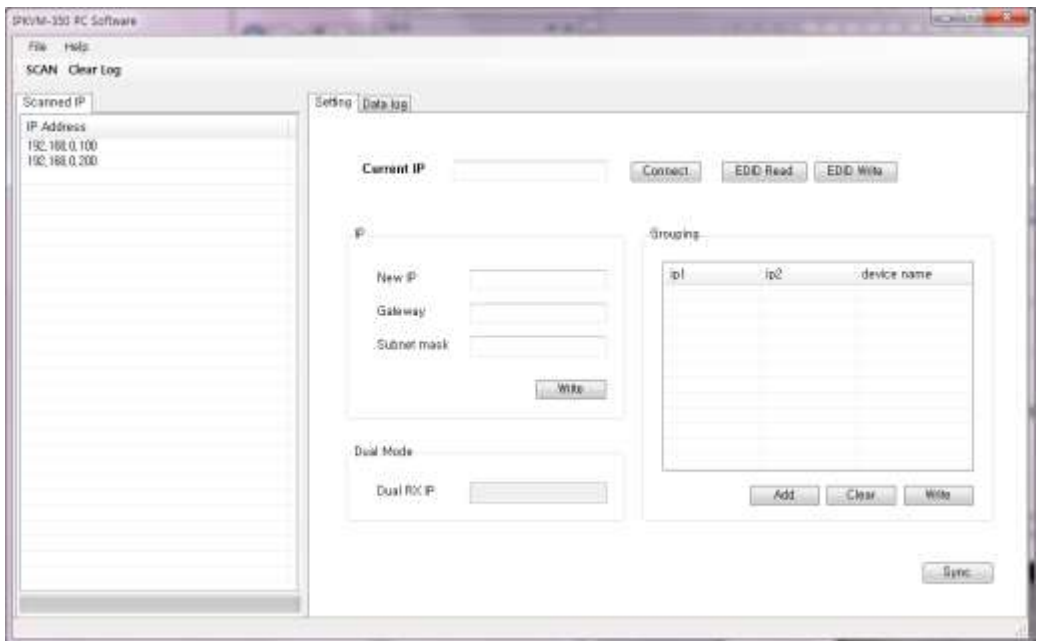 IPKVM-350 PC Software
File Help
SCAN Clear Log
Scanned IP
IP Address
192.168.0.100
192.168.0.200
Setting Data log
Current IP Connect EDID Read EDID Write
IP
New IP
Gateway
Subnet mask
Write
Dual Mode
Dual RX IP
Grouping
ip1 ip2 device name
Add Clear Write
Sync